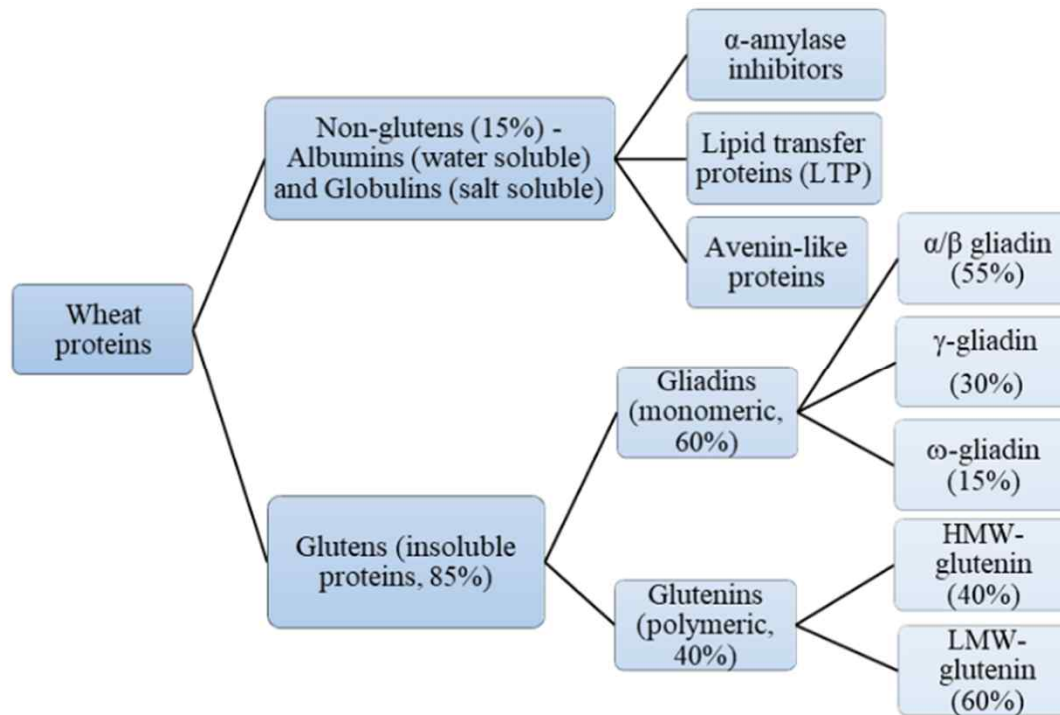 Wheat
proteins
Non-glutens (15%) -
Albumins (water soluble)
and Globulins (salt soluble)
α-amylase
inhibitors
Lipid transfer
proteins (LTP)
Avenin-like
proteins
Glutens (insoluble
proteins, 85%)
Gliadins
(monomeric,
60%)
α/β gliadin
(55%)
γ-gliadin
(30%)
ω-gliadin
(15%)
Glutenins
(polymeric,
40%)
HMW-
glutenin
(40%)
LMW-
glutenin
(60%)